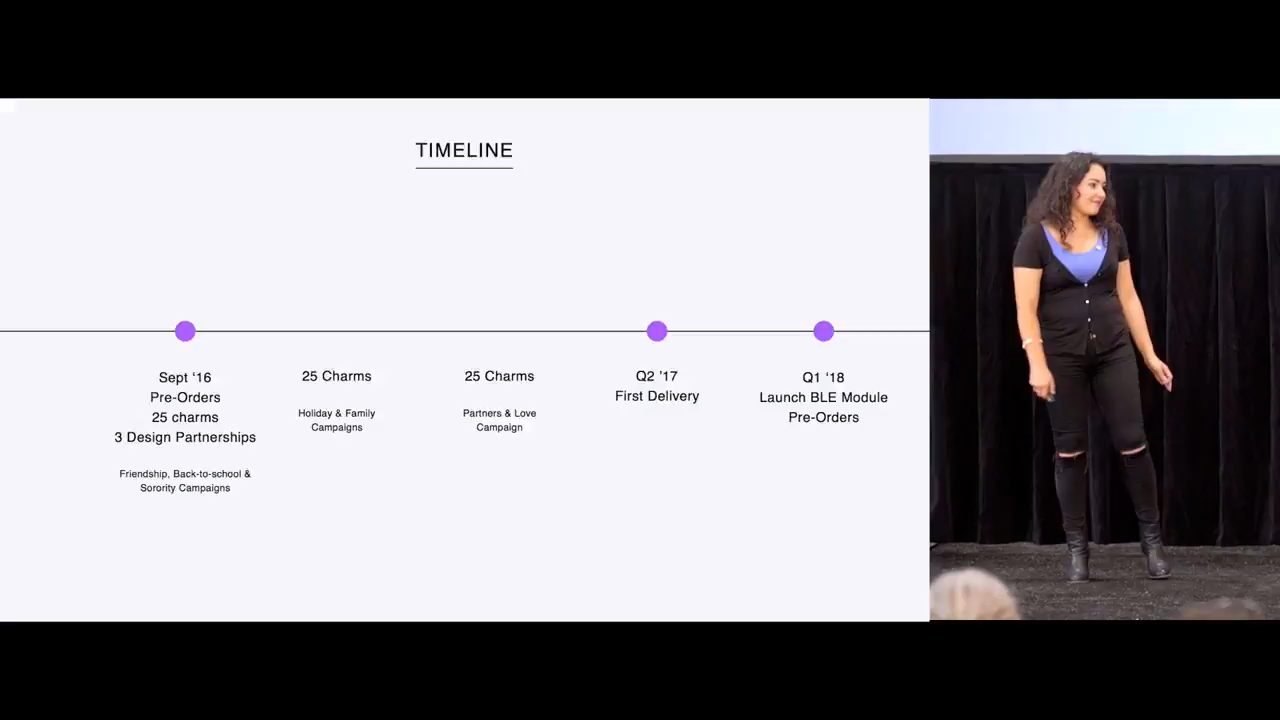 TIMELINE
Sept ‘16
Pre-Orders
25 charms
3 Design Partnerships
Friendship, Back-to-school &
Sorority Campaigns
25 Charms
Holiday & Family
Campaigns
25 Charms
Partners & Love
Campaign
Q2 ’17
First Delivery
Q1 ‘18
Launch BLE Module
Pre-Orders